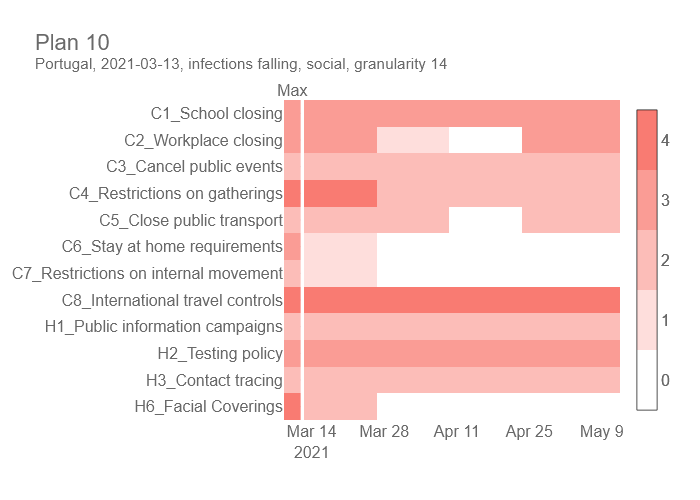 Plan 10
Portugal, 2021-03-13, infections falling, social, granularity 14
Max
C1_School closing
C2_Workplace closing
C3_Cancel public events
C4_Restrictions on gatherings
C5_Close public transport
C6_Stay at home requirements
C7_Restrictions on internal movement
C8_International travel controls
H1_Public information campaigns
H2_Testing policy
H3_Contact tracing
H6_Facial Coverings
4
3
2
1
0
Mar 14 Mar 28 Apr 11 Apr 25 May 9
2021